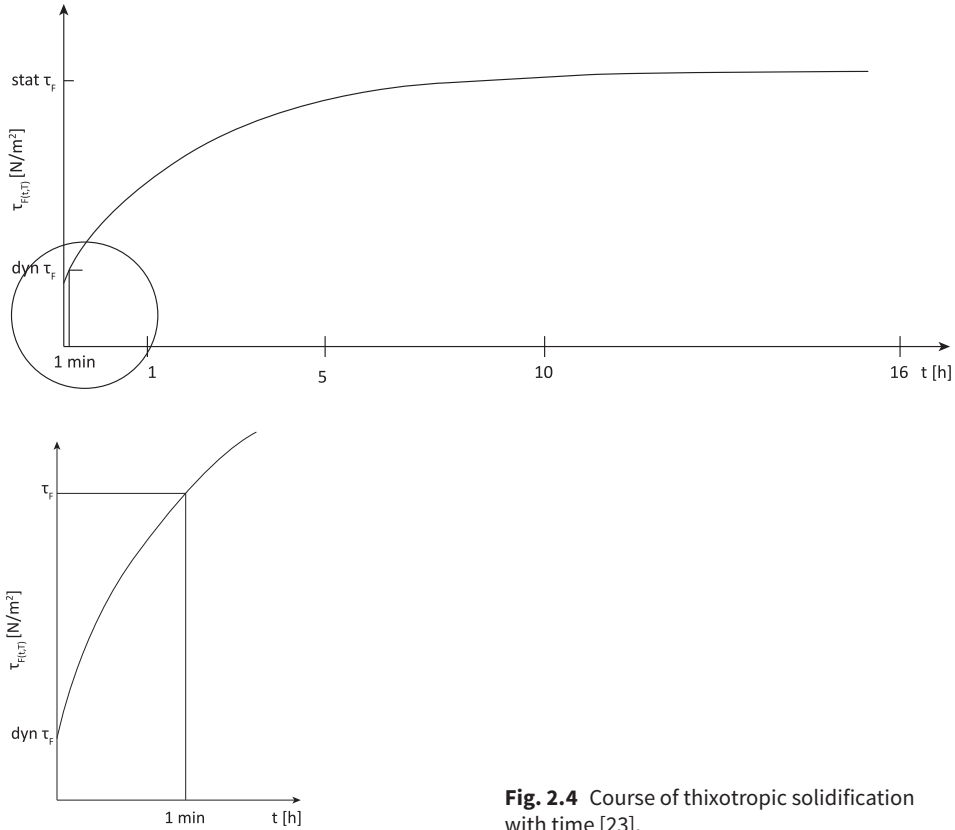 stat τF
τF(t,T) [N/m²]
dyn τF
1 min
1
5
10
16
t [h]
τF
τF(t,T) [N/m²]
dyn τF
1 min
t [h]
Fig. 2.4 Course of thixotropic solidification
with time [23].